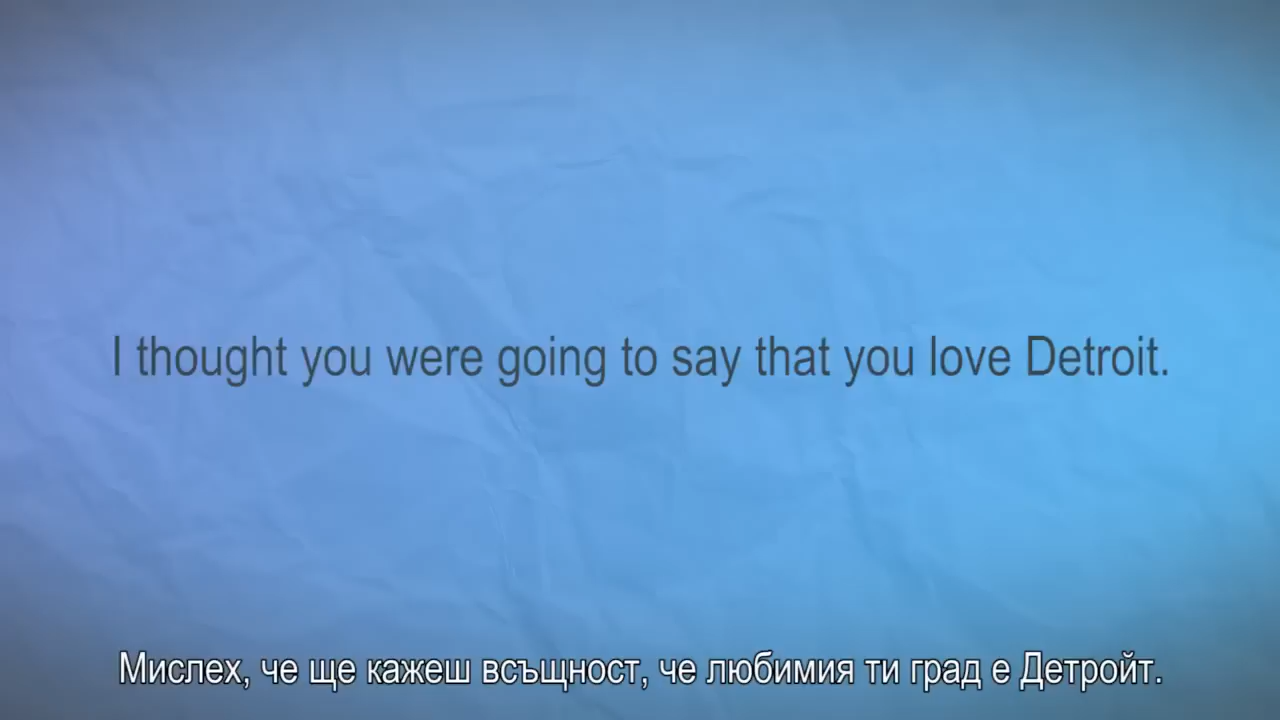 I thought you were going to say that you love Detroit.
Мислех, че ще кажеш всъщност, че любимия ти град е Детройт.